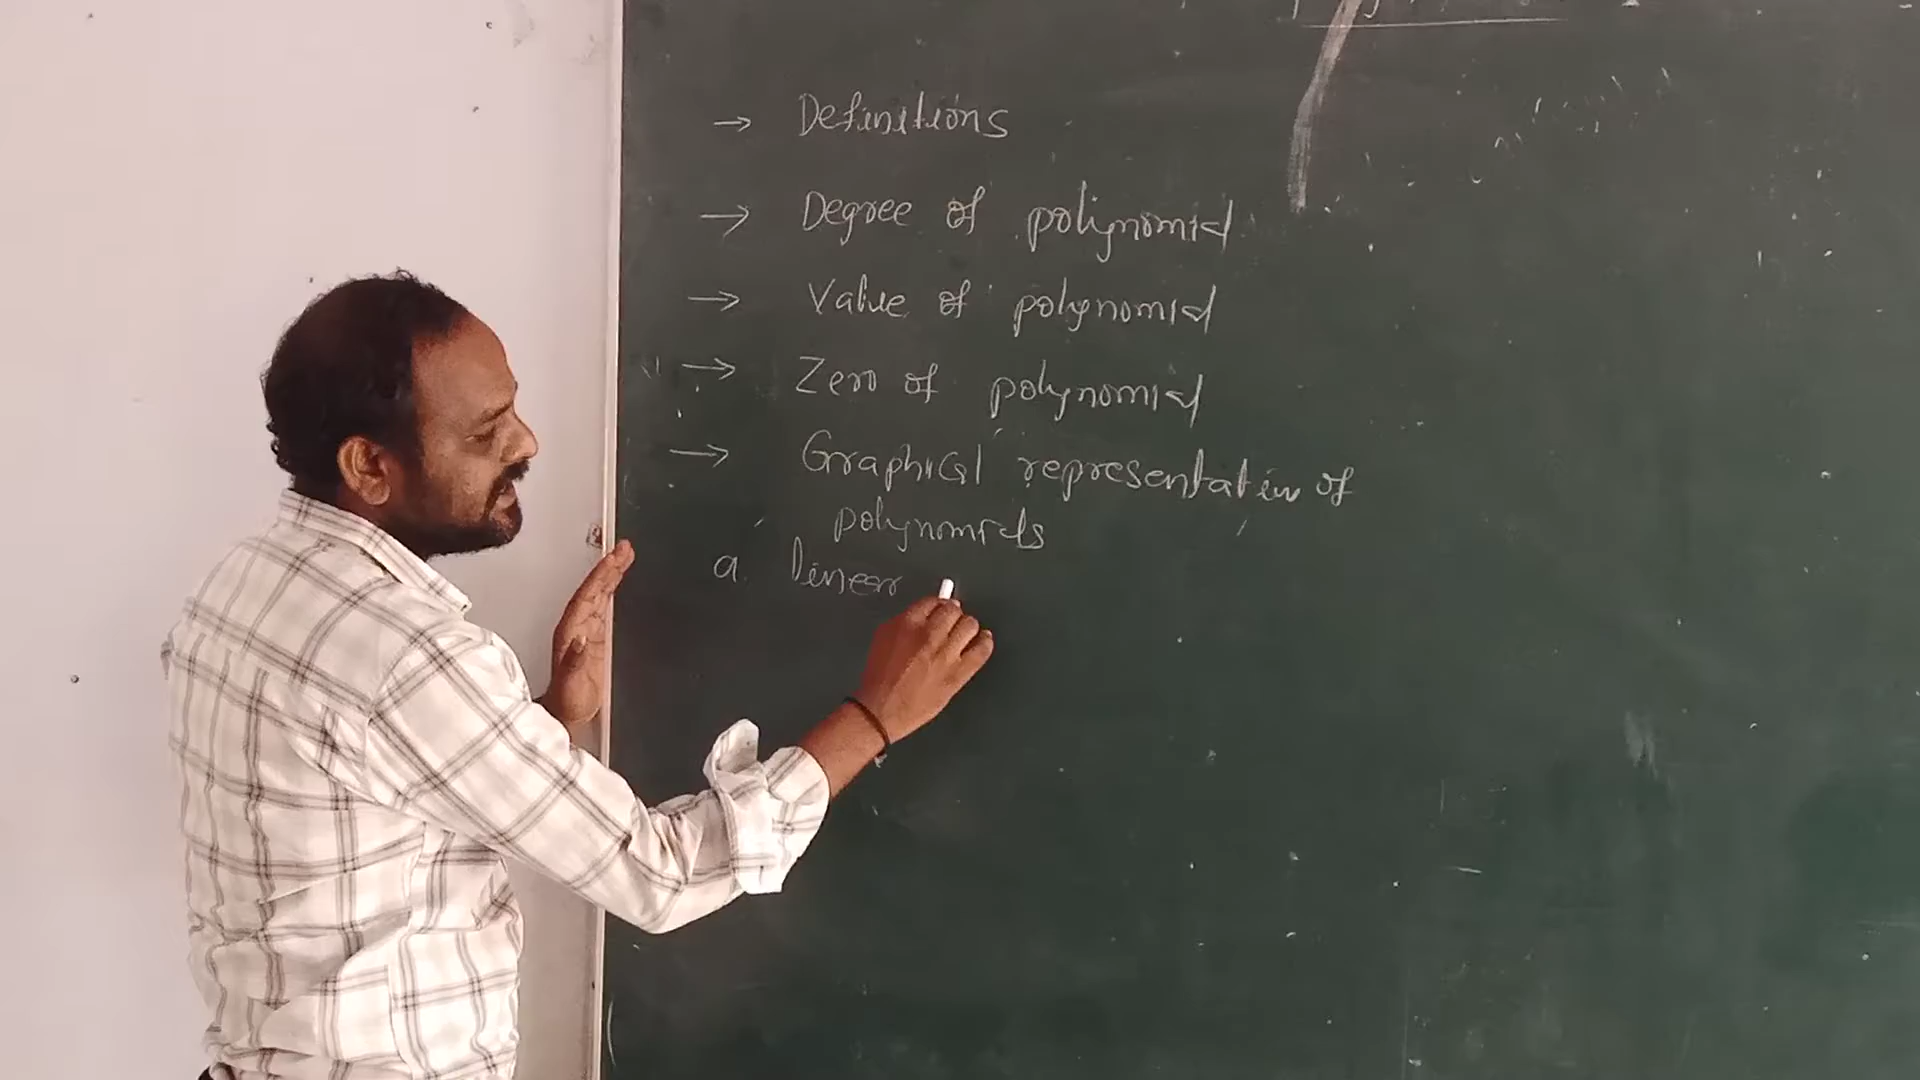 → Definitions
→ Degree of polynomial
→ Value of polynomial
→ Zero of polynomial
→ Graphical representation of
polynomials
a. linear